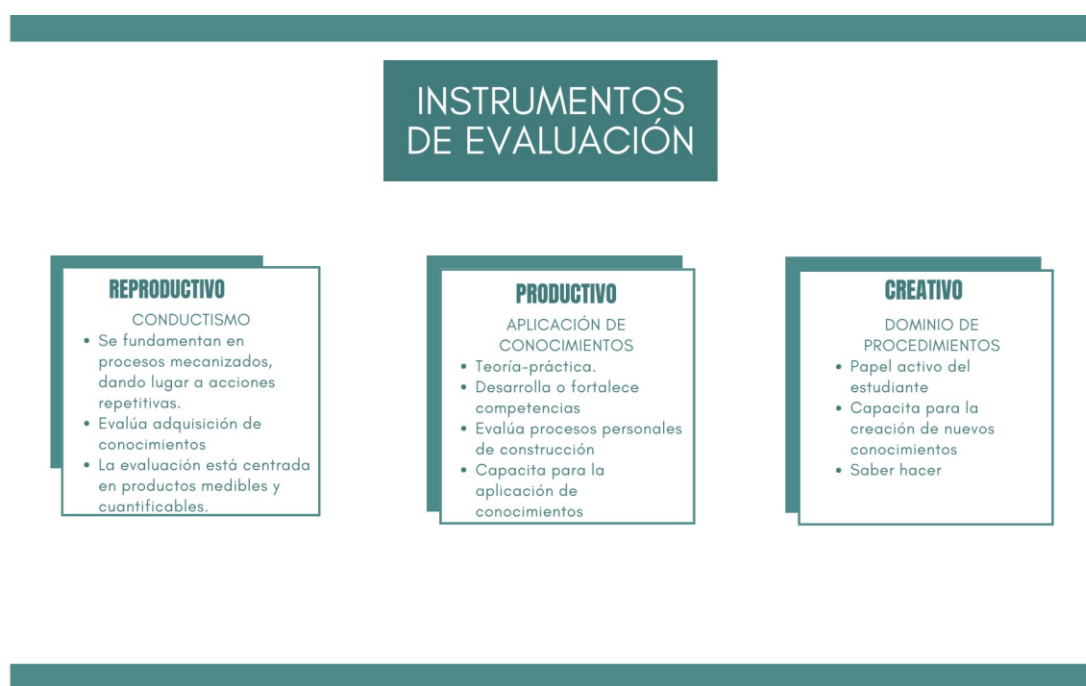 INSTRUMENTOS
DE EVALUACIÓN
REPRODUCTIVO
CONDUCTISMO
• Se fundamentan en
procesos mecanizados,
dando lugar a acciones
repetitivas.
• Evalúa adquisición de
conocimientos
• La evaluación está centrada
en productos medibles y
cuantificables.
PRODUCTIVO
APLICACIÓN DE
CONOCIMIENTOS
• Teoría-práctica.
• Desarrolla o fortalece
competencias
• Evalúa procesos personales
de construcción
• Capacita para la
aplicación de
conocimientos
CREATIVO
DOMINIO DE
PROCEDIMIENTOS
• Papel activo del
estudiante
• Capacita para la
creación de nuevos
conocimientos
• Saber hacer